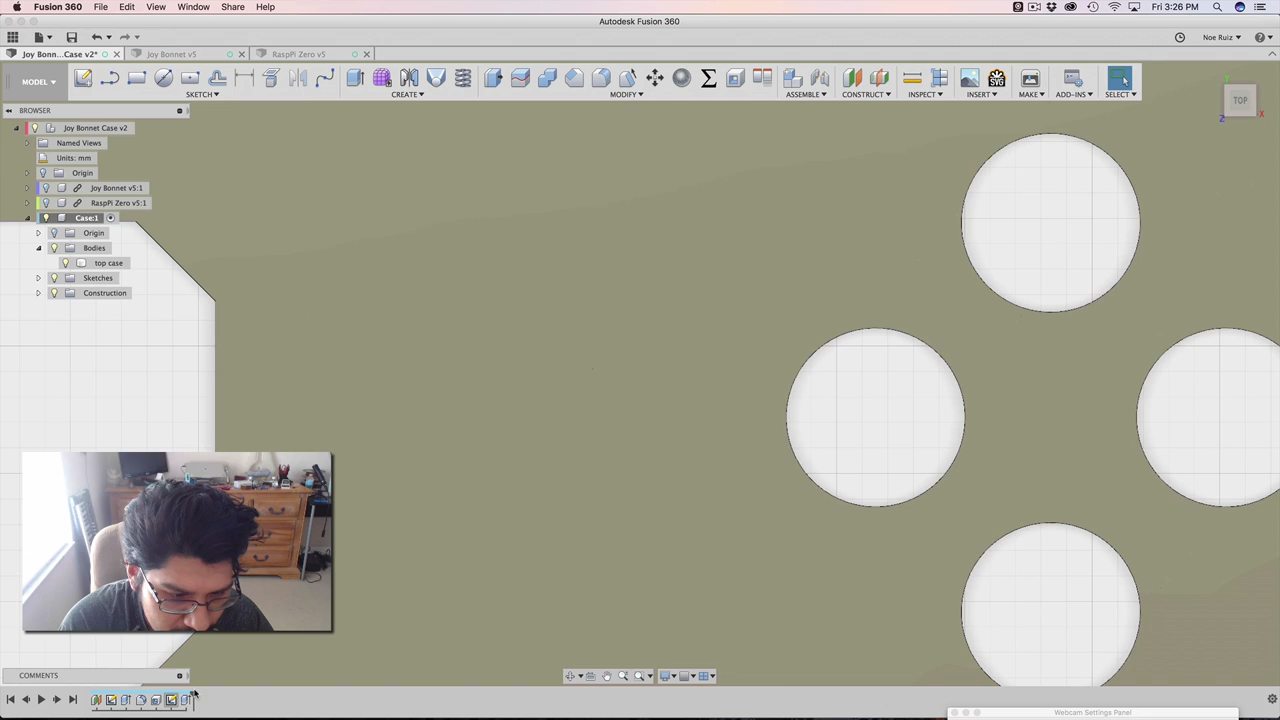 Fusion 360 File Edit View Window Share Help Fri 3:26 PM
Autodesk Fusion 360
Noe Ruiz
Joy Bonn...Case v2* Joy Bonnet v5 RaspPi Zero v5
MODEL SKETCH CREATE MODIFY ASSEMBLE CONSTRUCT INSPECT INSERT MAKE ADD-INS SELECT
SVG
BROWSER
TOP
X
Z
Joy Bonnet Case v2
Named Views
Units: mm
Origin
Joy Bonnet v5:1
RaspPi Zero v5:1
Case:1
Origin
Bodies
top case
Sketches
Construction
COMMENTS
Webcam Settings Panel